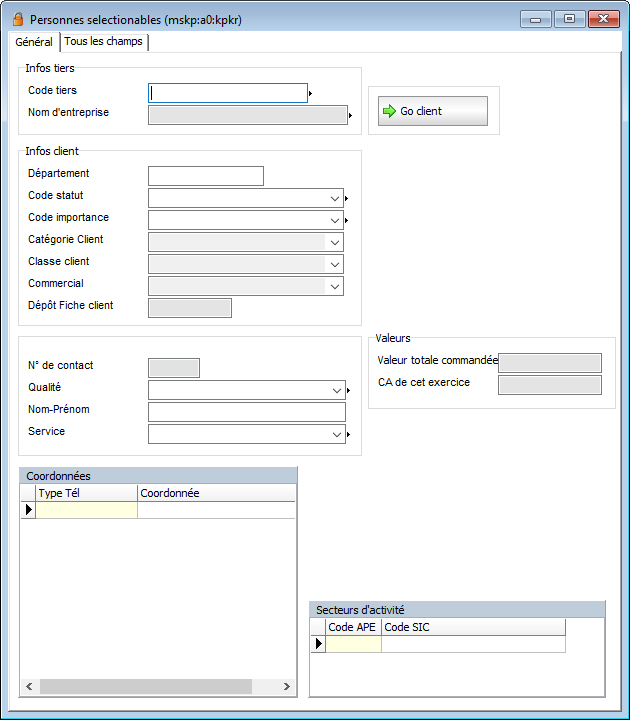 Personnes selectionables (mskp:a0:kpkr)
Général
Tous les champs
Infos tiers
Code tiers
Nom d'entreprise
Go client
Infos client
Département
Code statut
Code importance
Catégorie Client
Classe client
Commercial
Dépôt Fiche client
Valeurs
Valeur totale commandée
CA de cet exercice
N° de contact
Qualité
Nom-Prénom
Service
Coordonnées
Type Tél
Coordonnée
Secteurs d'activité
Code APE
Code SIC